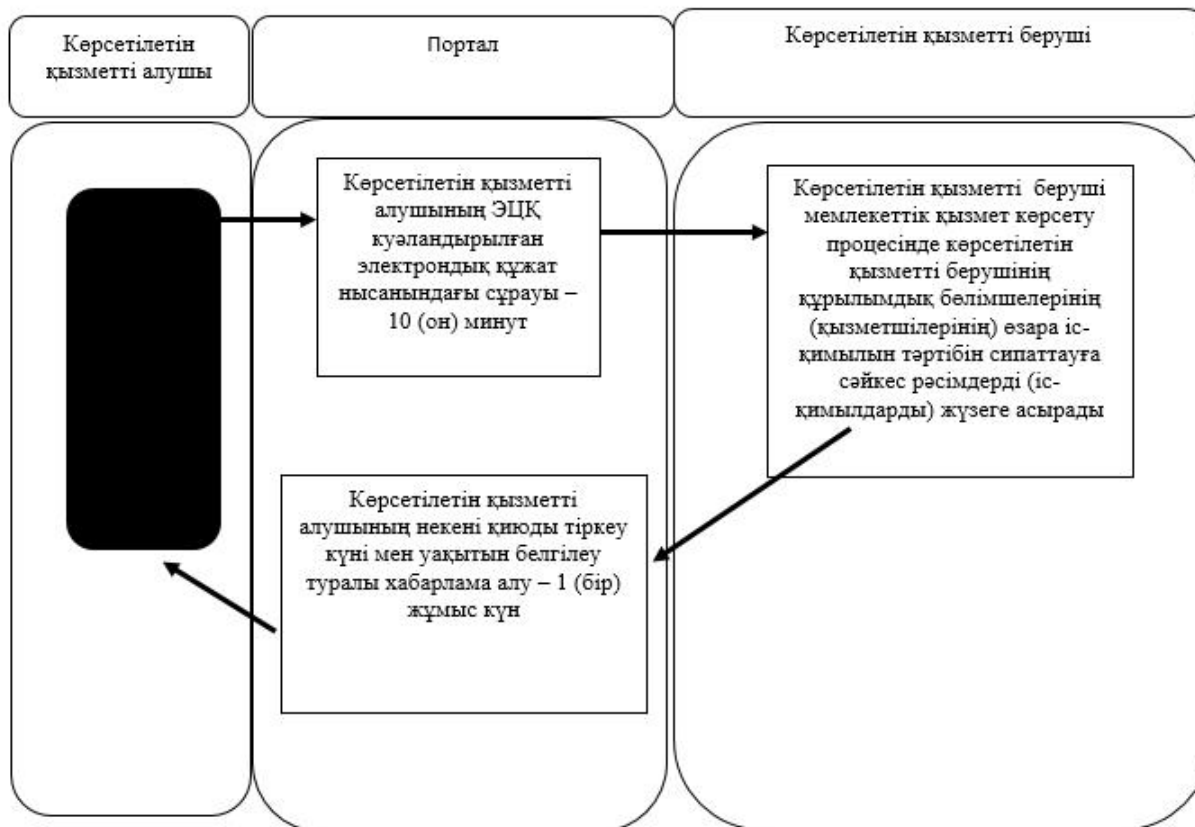 Көрсетілетін
қызметті алушы
Портал
Көрсетілетін қызметті беруші
Көрсетілетін қызметті
алушының ЭЦҚ
куәландырылған
электрондық құжат
нысанындағы сұрауы –
10 (он) минут
Көрсетілетін қызметті  беруші
мемлекеттік қызмет көрсету
процесінде көрсетілетін
қызметті берушінің
құрылымдық бөлімшелерінің
(қызметшілерінің) өзара іс-
қимылын тәртібін сипаттауға
сәйкес рәсімдерді (іс-
қимылдарды) жүзеге асырады
Көрсетілетін қызметті
алушының некені қиюды тіркеу
күні мен уақытын белгілеу
туралы хабарлама алу – 1 (бір)
жұмыс күн